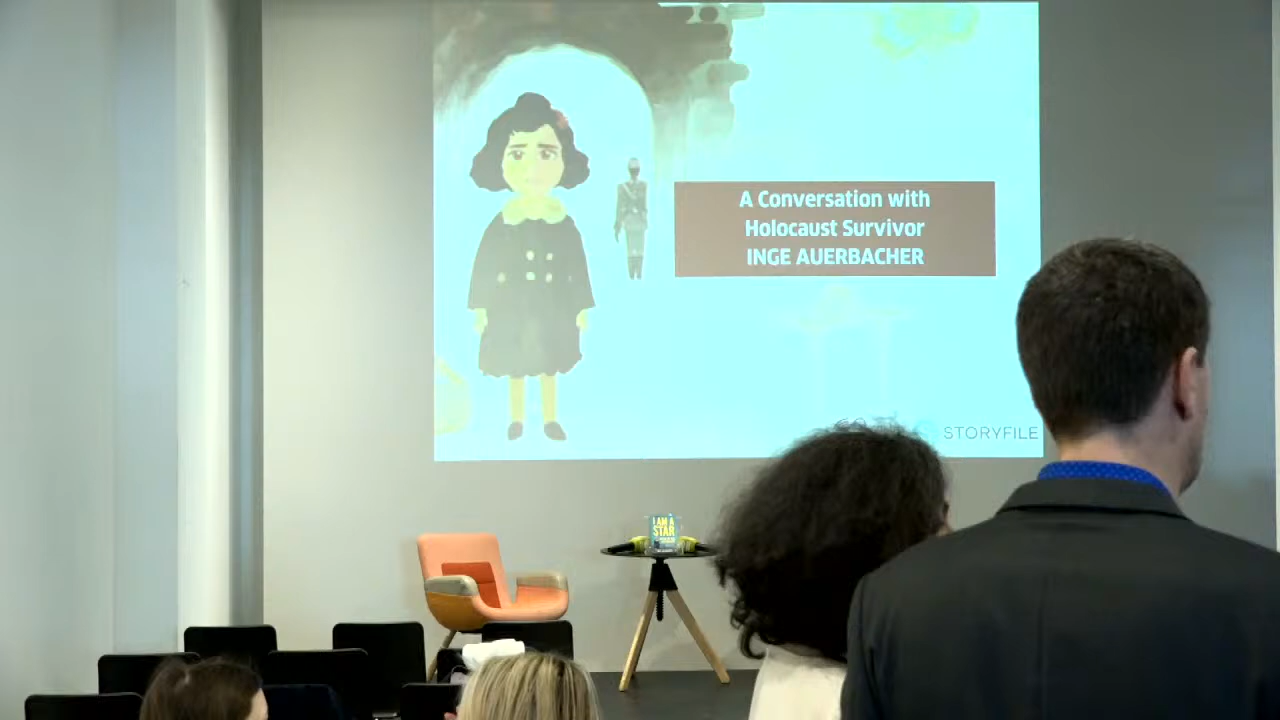 A Conversation with
Holocaust Survivor
INGE AUERBACHER
STORYFILE
I AM A
STAR